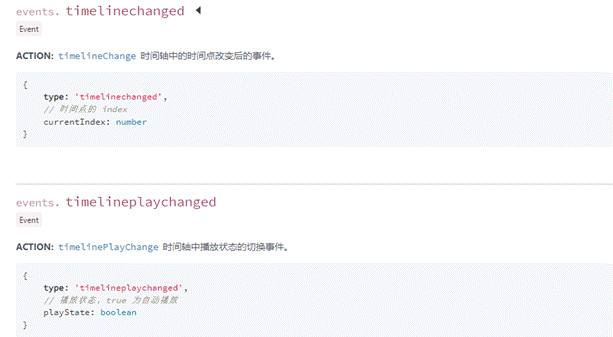 events. timelinechanged
Event
ACTION: timelineChange 时间轴中的时间点改变后的事件。
{
type: 'timelinechanged',
// 时间点的 index
currentIndex: number
}
events. timelineplaychanged
Event
ACTION: timelinePlayChange 时间轴中播放状态的切换事件。
{
type: 'timelineplaychanged',
// 播放状态，true 为自动播放
playState: boolean
}